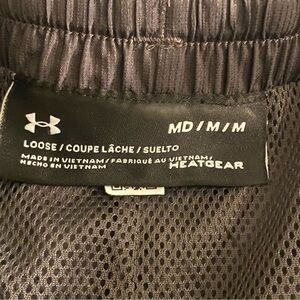 MD / M / M
LOOSE / COUPE LÂCHE / SUELTO
MADE IN VIETNAM / FABRIQUÉ AU VIETNAM /
HECHO EN VIETNAM
HEATGEAR